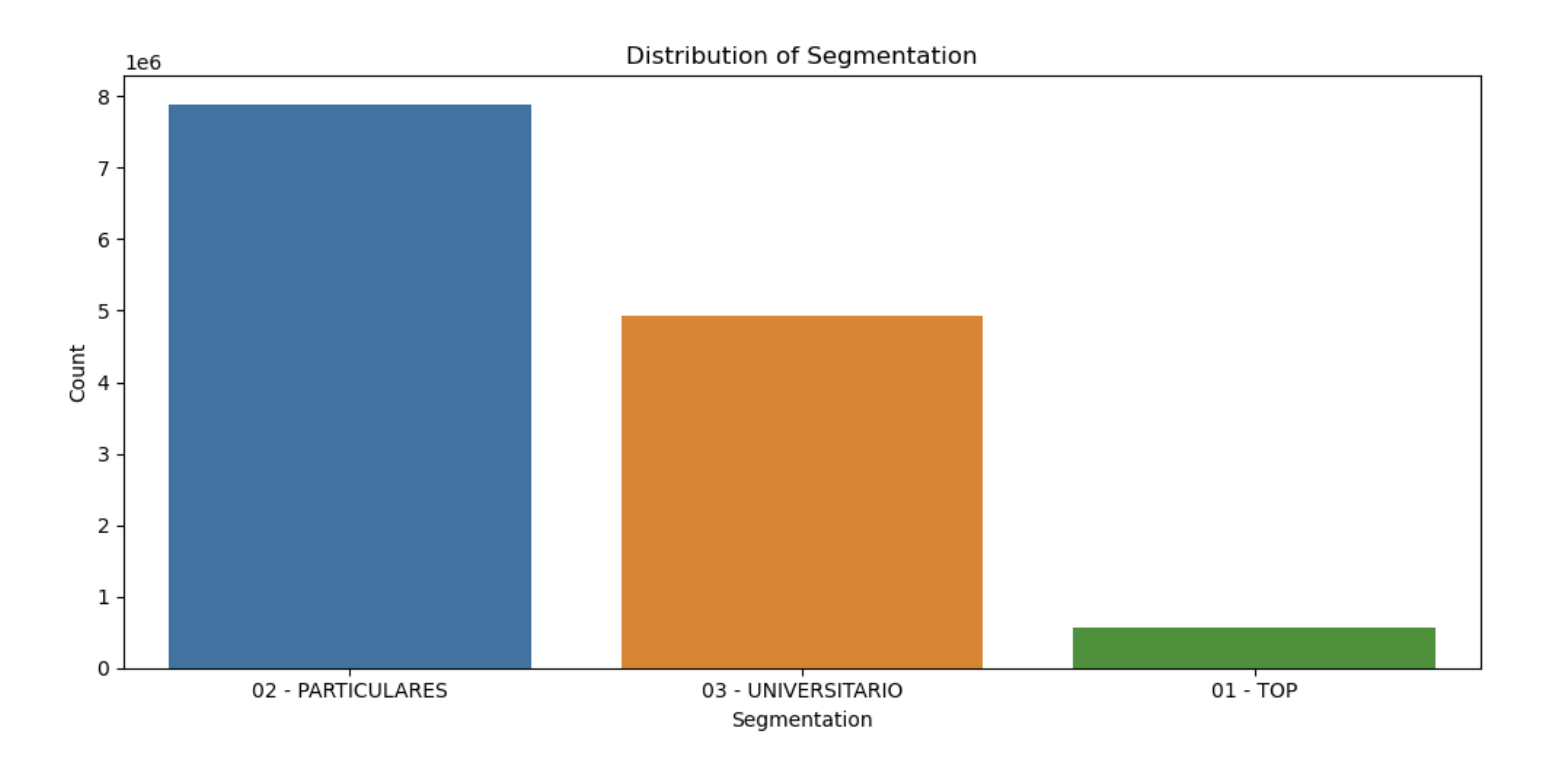 Distribution of Segmentation
1e6
8
7
6
5
4
3
2
1
0
Count
02 - PARTICULARES
03 - UNIVERSITARIO
01 - TOP
Segmentation